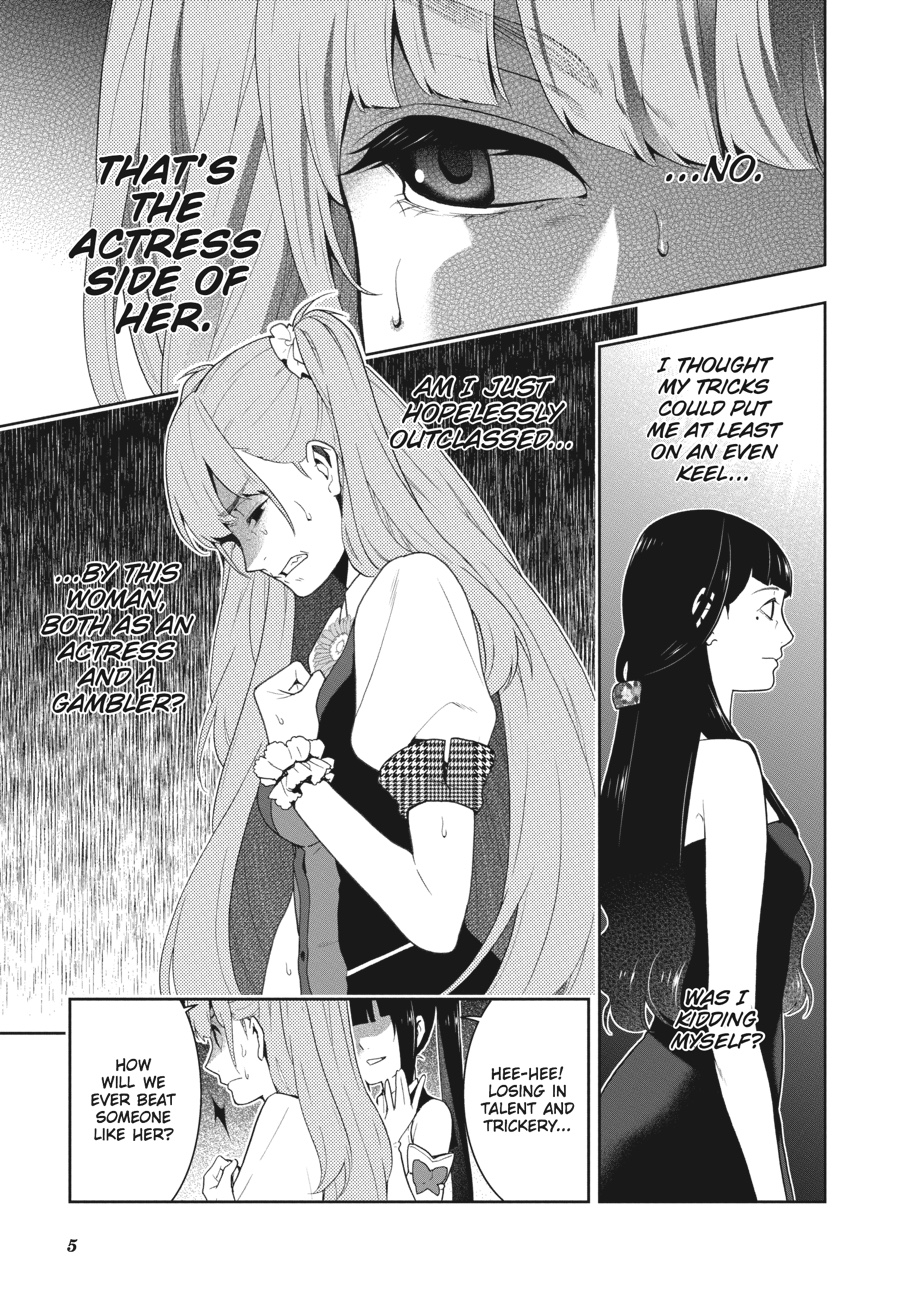 ...NO.
THAT'S
THE
ACTRESS
SIDE OF
HER.
I THOUGHT
MY TRICKS
COULD PUT
ME AT LEAST
ON AN EVEN
KEEL...
WAS I
KIDDING
MYSELF?
AM I JUST
HOPELESSLY
OUTCLASSED...
...BY THIS
WOMAN,
BOTH AS AN
ACTRESS
AND A
GAMBLER?
HEE-HEE!
LOSING IN
TALENT AND
TRICKERY...
HOW
WILL WE
EVER BEAT
SOMEONE
LIKE HER?
5